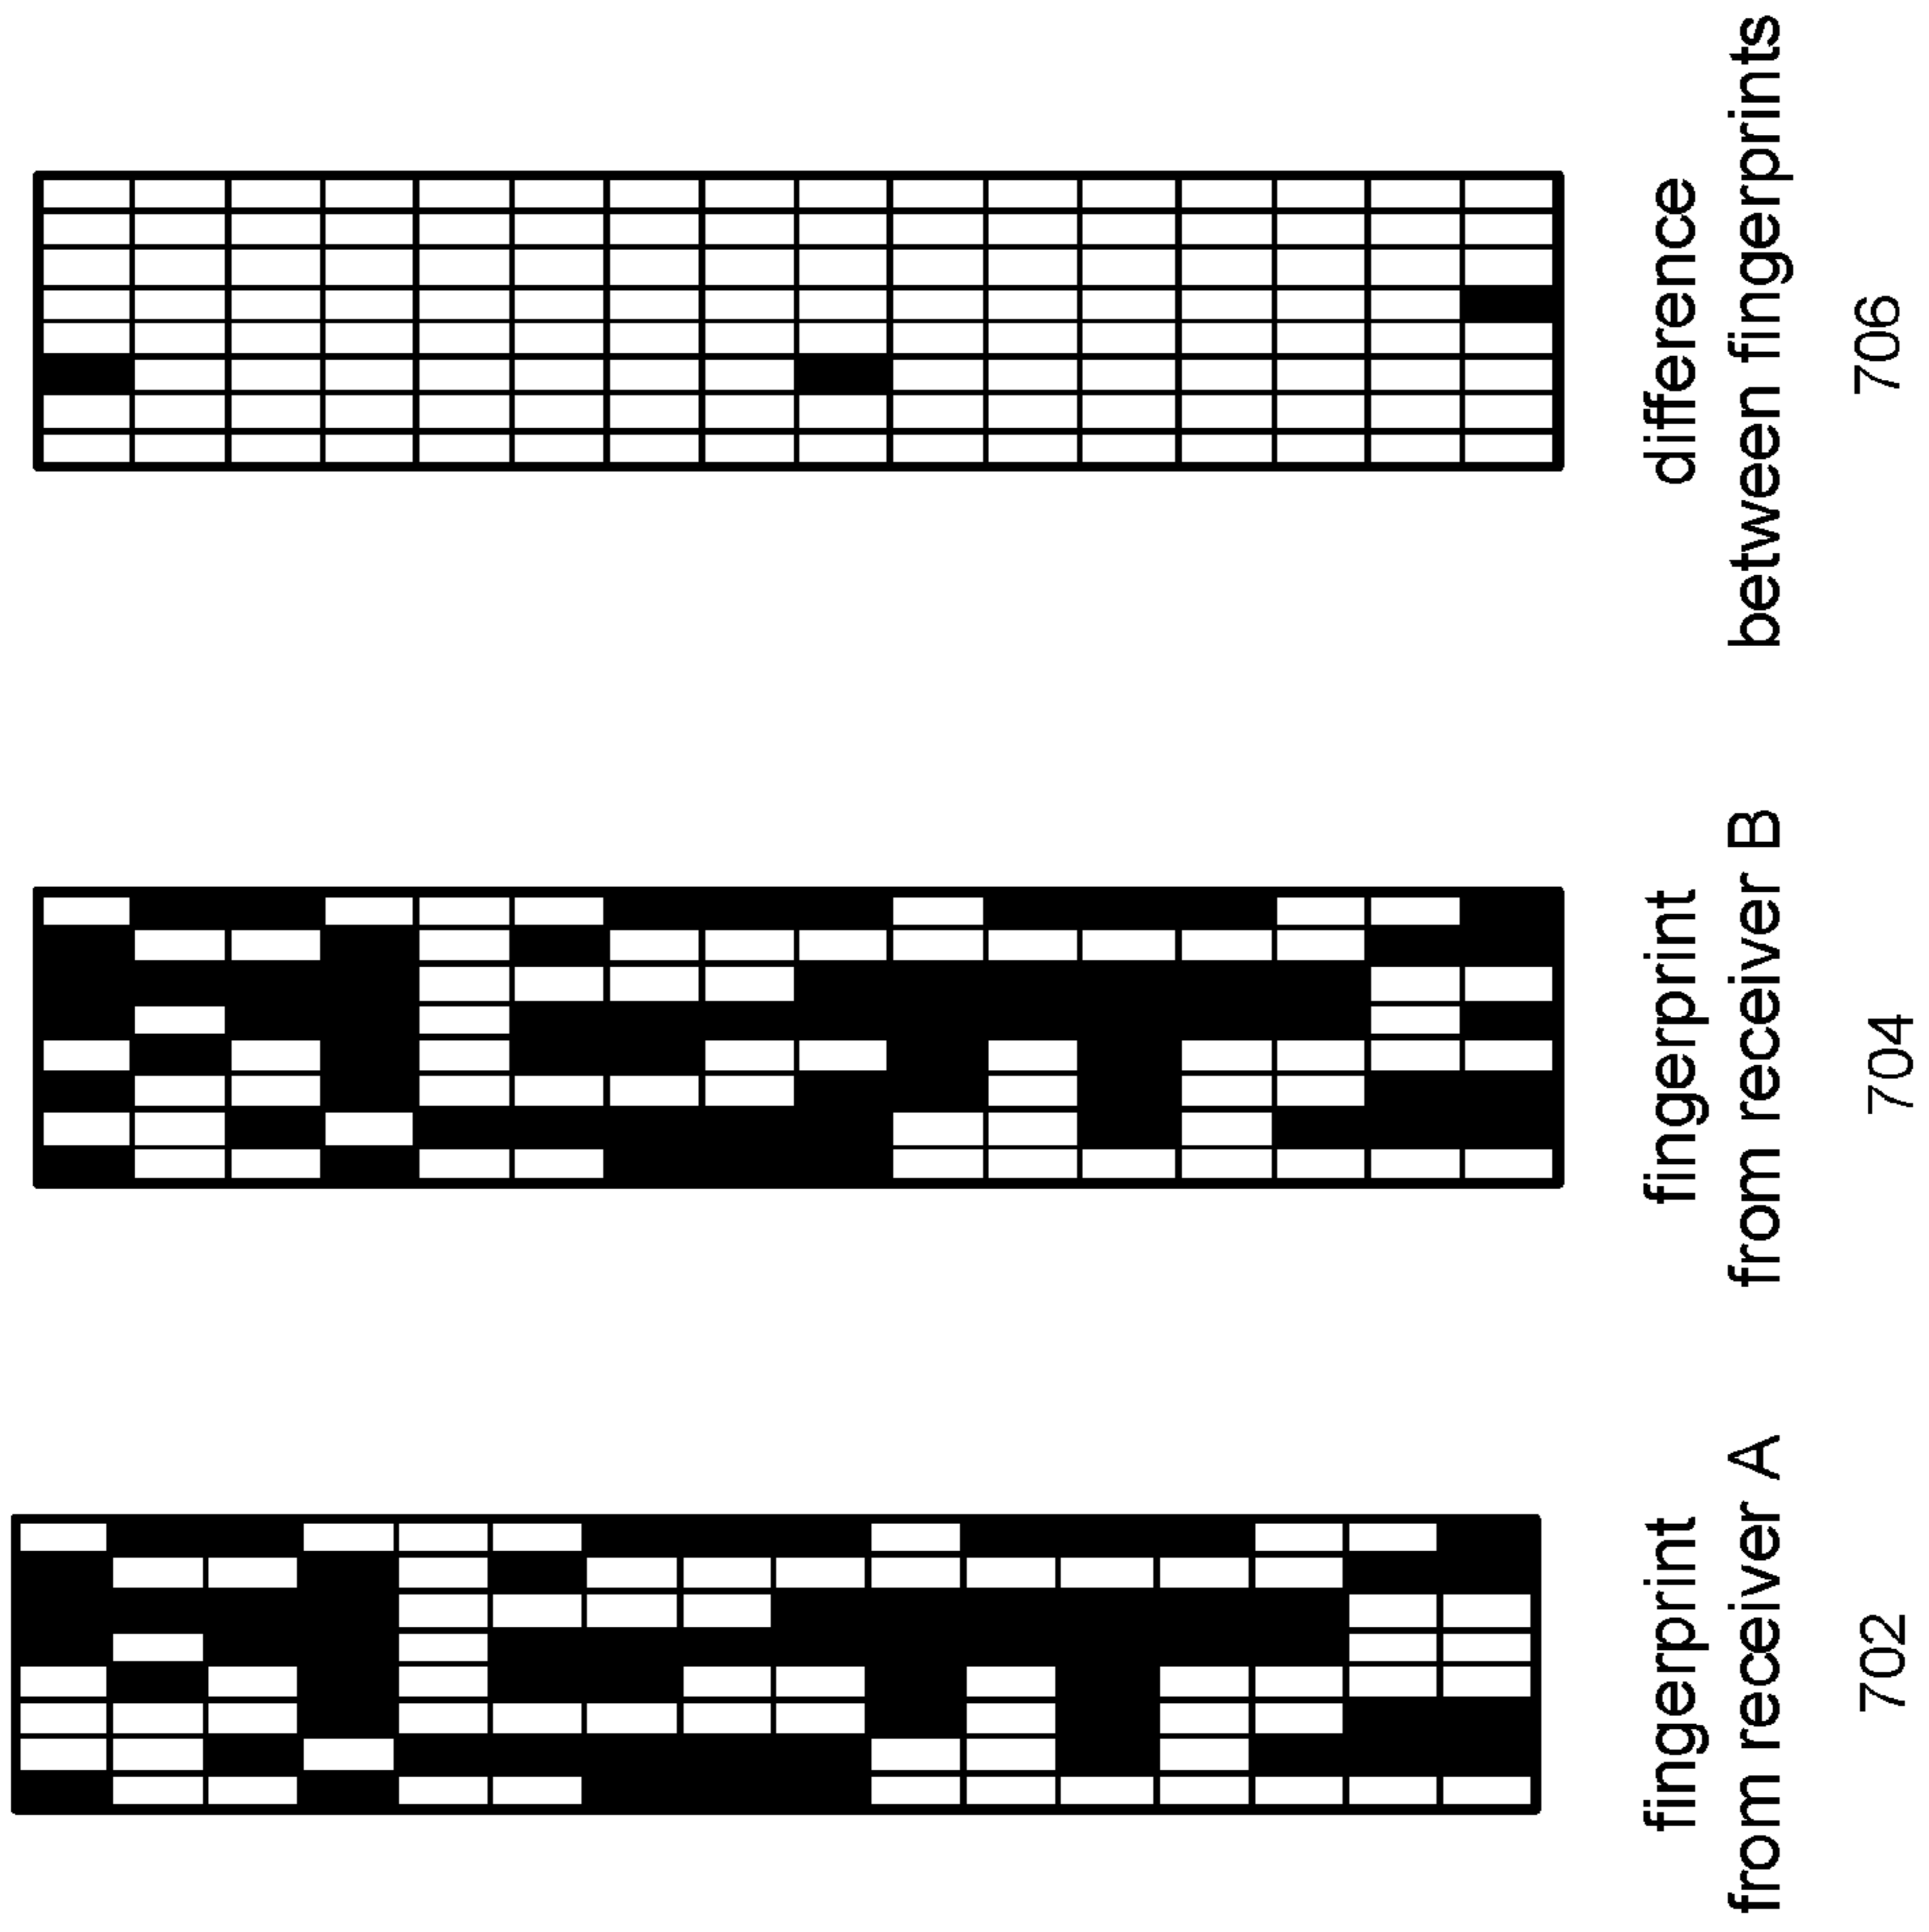 fingerprint
from receiver A
702
fingerprint
from receiver B
704
difference
between fingerprints
706